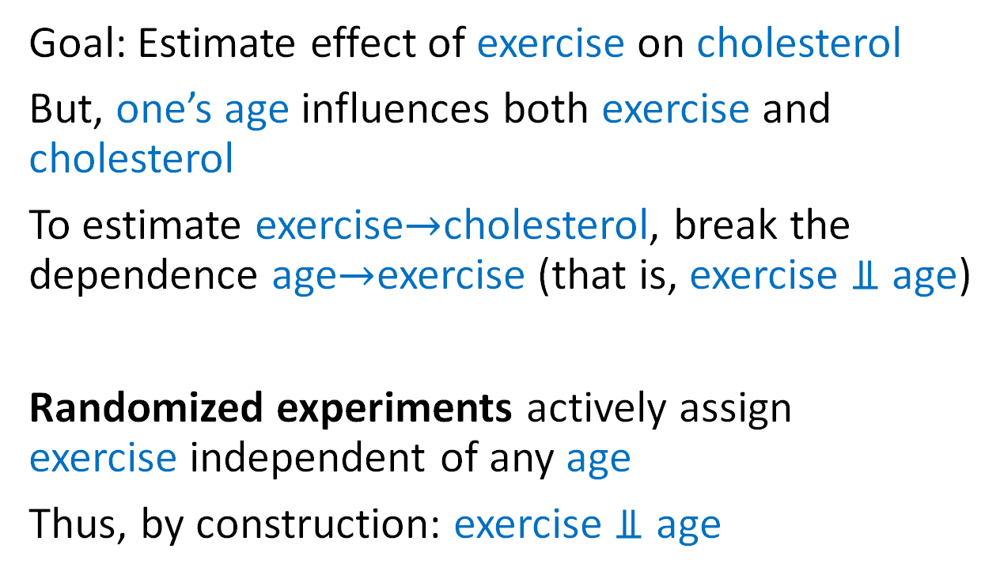 Goal: Estimate effect of exercise on cholesterol
But, one’s age influences both exercise and
cholesterol
To estimate exercise→cholesterol, break the
dependence age→exercise (that is, exercise ⫫ age)
Randomized experiments actively assign
exercise independent of any age
Thus, by construction: exercise ⫫ age